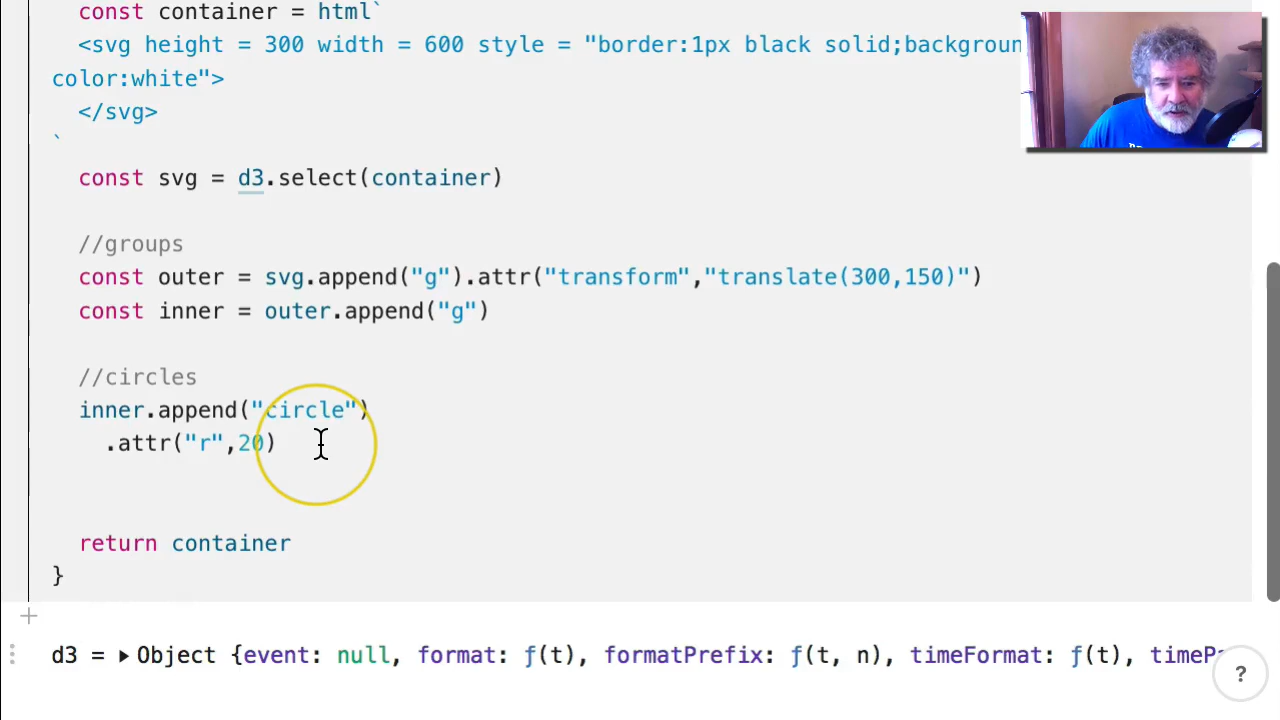 const container = html`
<svg height = 300 width = 600 style = "border:1px black solid;
color:white">
</svg>
`
const svg = d3.select(container)
//groups
const outer = svg.append("g").attr("transform","translate(300,150)")
const inner = outer.append("g")
//circles
inner.append("circle")
.attr("r",20)
return container
}
+
d3 = ▸ Object {event: null, format: ƒ(t), formatPrefix: ƒ(t, n), timeFormat: ƒ(t),
?